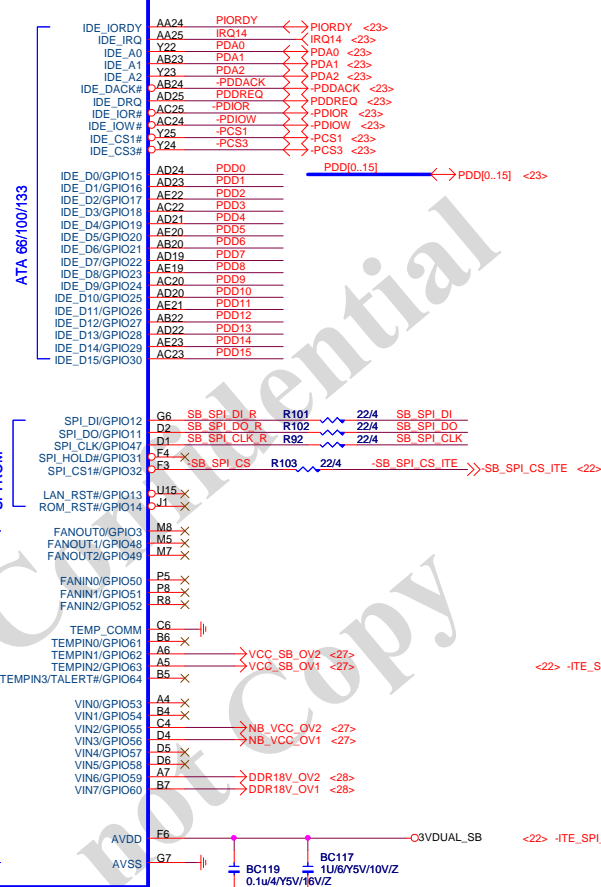 IDE_IORDY AA24 PIORDY PIORDY <23>
IDE_IRQ AA25 IRQ14 IRQ14 <23>
IDE_A0 Y22 PDA0 PDA0 <23>
IDE_A1 AB23 PDA1 PDA1 <23>
IDE_A2 Y23 PDA2 PDA2 <23>
IDE_DACK# AB24 -PDDACK -PDDACK <23>
IDE_DRQ AD25 PDDREQ PDDREQ <23>
IDE_IOR# AC25 -PDIOR -PDIOR <23>
IDE_IOW# AC24 -PDIOW -PDIOW <23>
IDE_CS1# Y25 -PCS1 -PCS1 <23>
IDE_CS3# Y24 -PCS3 -PCS3 <23>
ATA 66/100/133
IDE_D0/GPIO15 AD24 PDD0 PDD[0..15] PDD[0..15] <23>
IDE_D1/GPIO16 AD23 PDD1
IDE_D2/GPIO17 AE22 PDD2
IDE_D3/GPIO18 AC22 PDD3
IDE_D4/GPIO19 AD21 PDD4
IDE_D5/GPIO20 AE20 PDD5
IDE_D6/GPIO21 AB20 PDD6
IDE_D7/GPIO22 AD19 PDD7
IDE_D8/GPIO23 AE19 PDD8
IDE_D9/GPIO24 AC20 PDD9
IDE_D10/GPIO25 AD20 PDD10
IDE_D11/GPIO26 AE21 PDD11
IDE_D12/GPIO27 AB22 PDD12
IDE_D13/GPIO28 AD22 PDD13
IDE_D14/GPIO29 AE23 PDD14
IDE_D15/GPIO30 AC23 PDD15
SPI_DI/GPIO12 G6 SB_SPI_DI_R R101 22/4 SB_SPI_DI
SPI_DO/GPIO11 D2 SB_SPI_DO_R R102 22/4 SB_SPI_DO
SPI_CLK/GPIO47 D1 SB_SPI_CLK_R R92 22/4 SB_SPI_CLK
SPI_HOLD#/GPIO31 F4
SPI_CS1#/GPIO32 F3 -SB_SPI_CS R103 22/4 -SB_SPI_CS_ITE -SB_SPI_CS_ITE <22>
LAN_RST#/GPIO13 U15
ROM_RST#/GPIO14 J1
FANOUT0/GPIO3 M8
FANOUT1/GPIO48 M5
FANOUT2/GPIO49 M7
FANIN0/GPIO50 P5
FANIN1/GPIO51 P8
FANIN2/GPIO52 R8
TEMP_COMM C6
TEMPIN0/GPIO61 B6
TEMPIN1/GPIO62 A6 VCC_SB_OV2 <27>
TEMPIN2/GPIO63 A5 VCC_SB_OV1 <27> <22> -ITE_S
TEMPIN3/TALERT#/GPIO64 B5
VIN0/GPIO53 A4
VIN1/GPIO54 B4
VIN2/GPIO55 C4 NB_VCC_OV2 <27>
VIN3/GPIO56 D4 NB_VCC_OV1 <27>
VIN4/GPIO57 D5
VIN5/GPIO58 D6
VIN6/GPIO59 A7 DDR18V_OV2 <28>
VIN7/GPIO60 B7 DDR18V_OV1 <28>
AVDD F6 3VDUAL_SB <22> -ITE_SPI_
AVSS G7
BC119
0.1u/4/Y5V/16V/Z
BC117
1U/6/Y5V/10V/Z
Confidential
not Copy